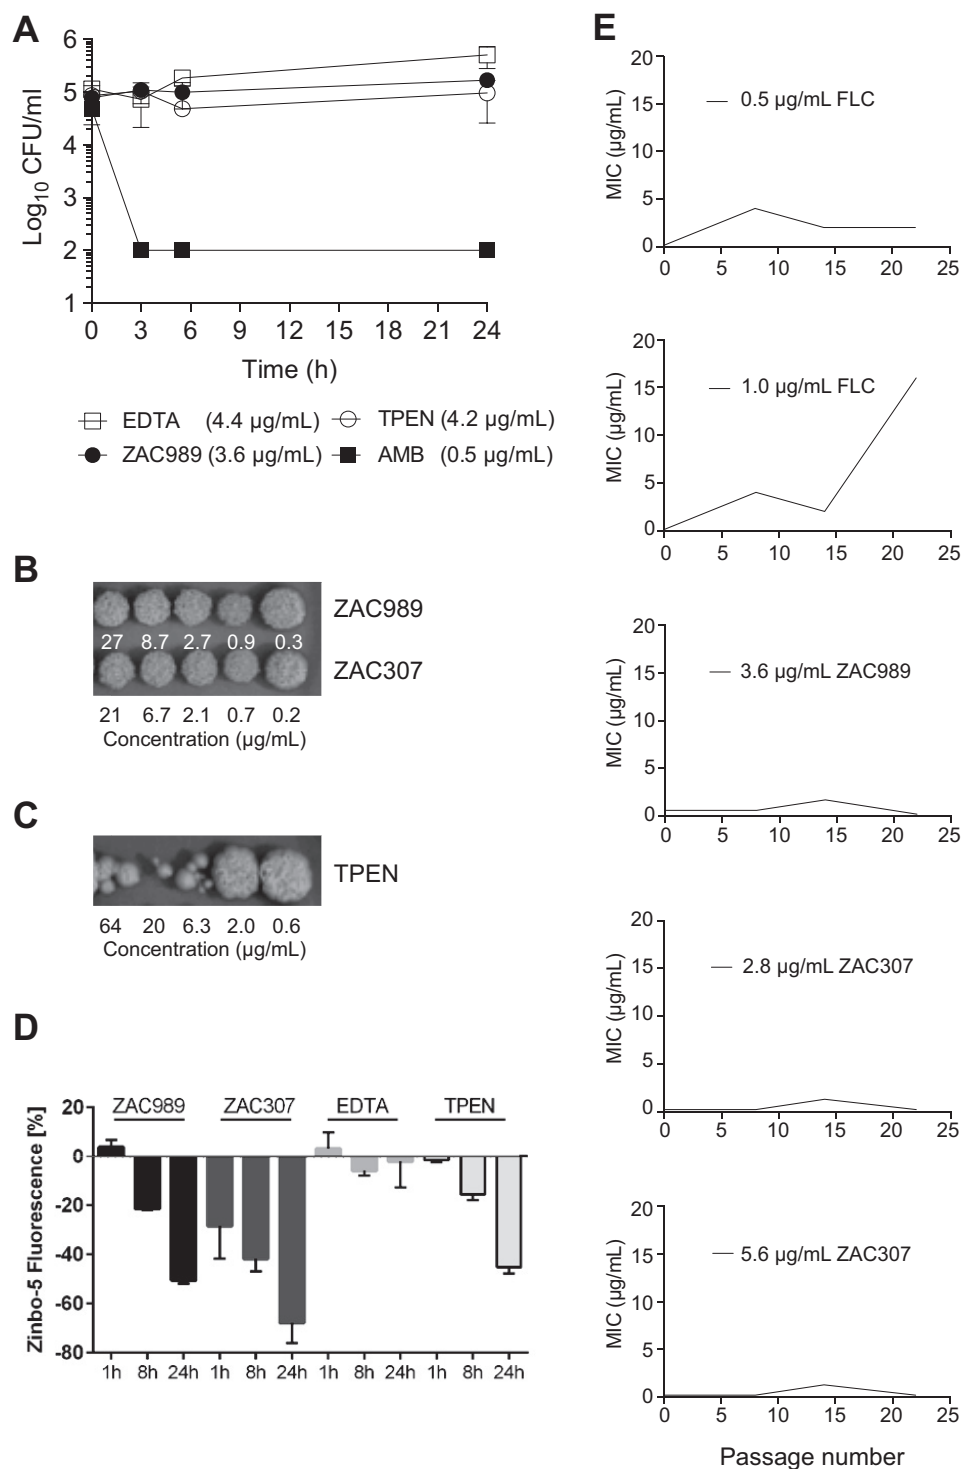 A
6
5
4
3
2
1
Log10 CFU/ml
0 3 6 9 12 15 18 21 24
Time (h)
EDTA (4.4 µg/mL)
TPEN (4.2 µg/mL)
ZAC989 (3.6 µg/mL)
AMB (0.5 µg/mL)
B
ZAC989
27 8.7 2.7 0.9 0.3
ZAC307
21 6.7 2.1 0.7 0.2
Concentration (µg/mL)
C
TPEN
64 20 6.3 2.0 0.6
Concentration (µg/mL)
D
ZAC989 ZAC307 EDTA TPEN
20
0
-20
-40
-60
-80
Zinbo-5 Fluorescence [%]
1h 8h 24h 1h 8h 24h 1h 8h 24h 1h 8h 24h
E
20
15
10
5
0
MIC (µg/mL)
0.5 µg/mL FLC
0 5 10 15 20 25
20
15
10
5
0
MIC (µg/mL)
1.0 µg/mL FLC
0 5 10 15 20 25
20
15
10
5
0
MIC (µg/mL)
3.6 µg/mL ZAC989
0 5 10 15 20 25
20
15
10
5
0
MIC (µg/mL)
2.8 µg/mL ZAC307
0 5 10 15 20 25
20
15
10
5
0
MIC (µg/mL)
5.6 µg/mL ZAC307
0 5 10 15 20 25
Passage number